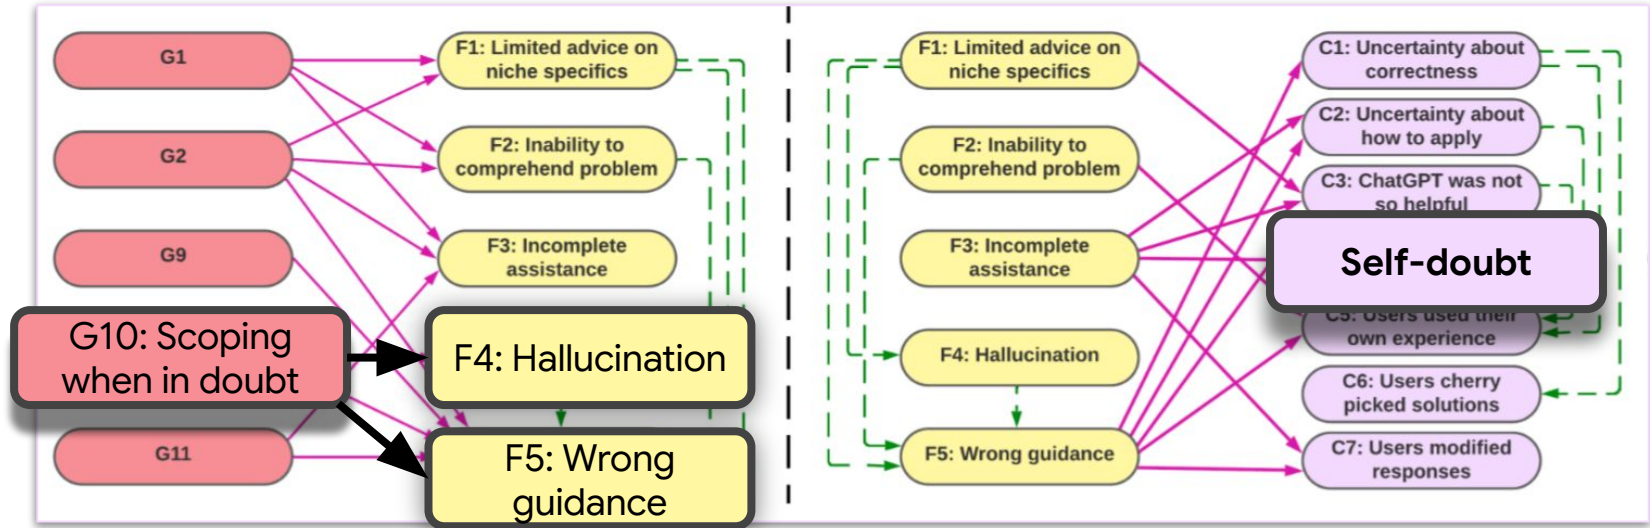 G1
G2
G9
G10: Scoping
when in doubt
G11
F1: Limited advice on
niche specifics
F2: Inability to
comprehend problem
F3: Incomplete
assistance
F4: Hallucination
F5: Wrong
guidance
F1: Limited advice on
niche specifics
F2: Inability to
comprehend problem
F3: Incomplete
assistance
F4: Hallucination
F5: Wrong guidance
C1: Uncertainty about
correctness
C2: Uncertainty about
how to apply
C3: ChatGPT was not
so helpful
Self-doubt
C5: Users used their
own experience
C6: Users cherry
picked solutions
C7: Users modified
responses